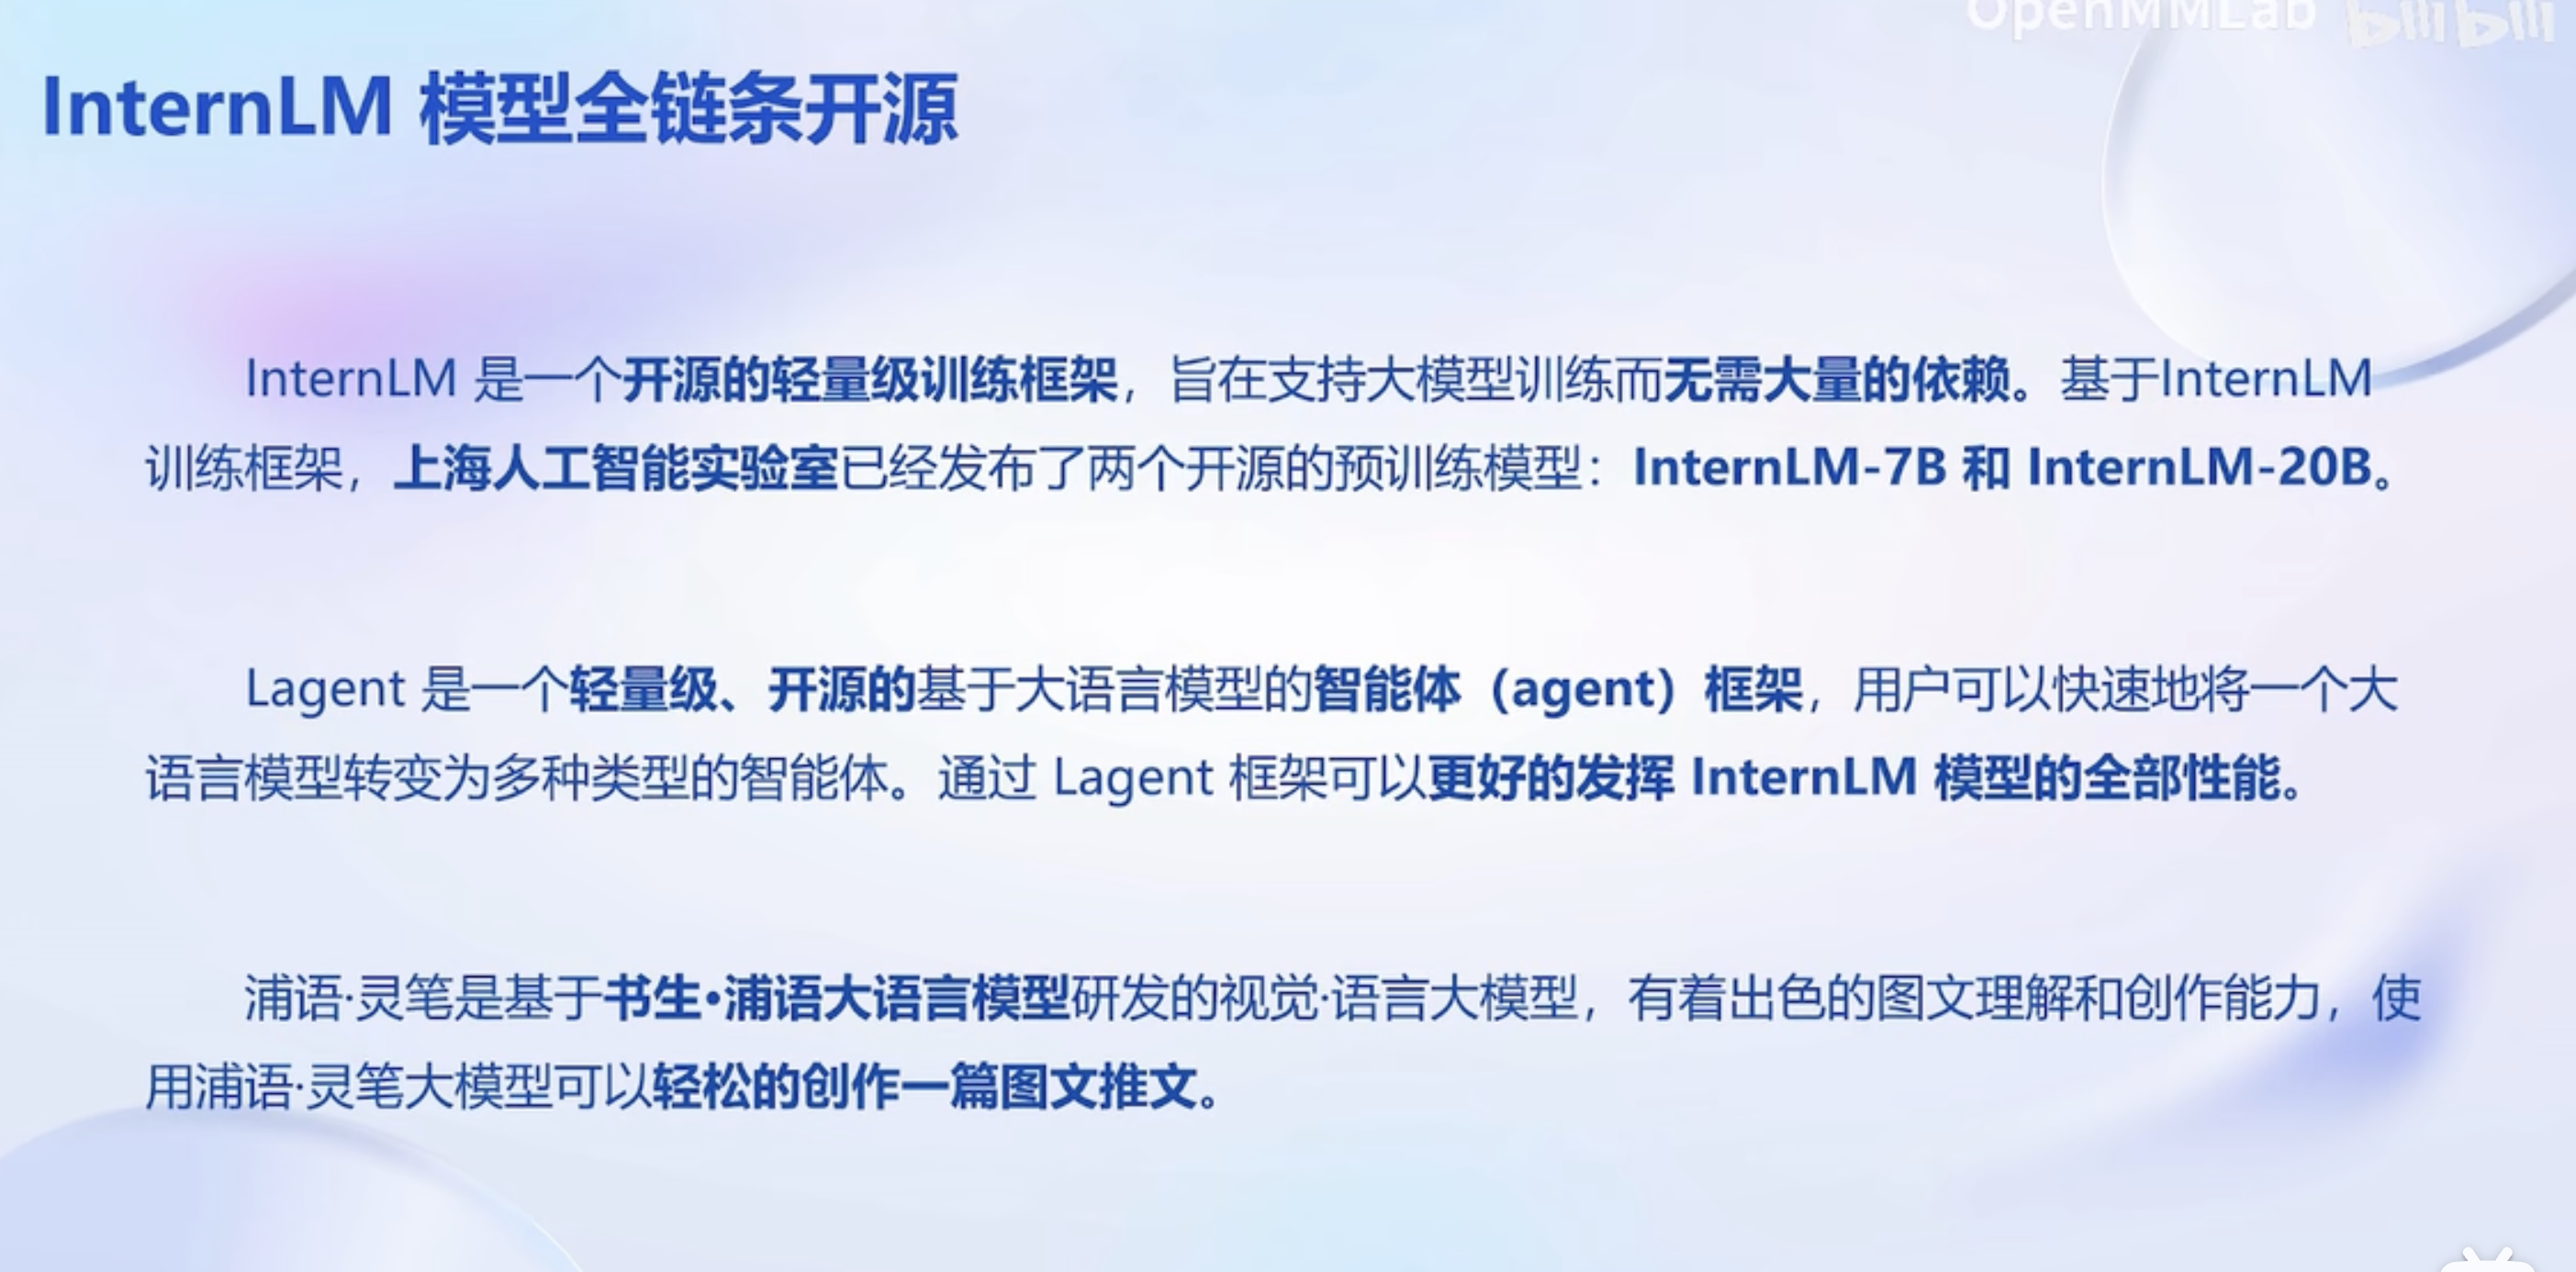 OpenMMLab bilibili
InternLM 模型全链条开源
InternLM 是一个开源的轻量级训练框架，旨在支持大模型训练而无需大量的依赖。基于InternLM
训练框架，上海人工智能实验室已经发布了两个开源的预训练模型：InternLM-7B 和 InternLM-20B。
Lagent 是一个轻量级、开源的基于大语言模型的智能体（agent）框架，用户可以快速地将一个大
语言模型转变为多种类型的智能体。通过 Lagent 框架可以更好的发挥 InternLM 模型的全部性能。
浦语·灵笔是基于书生•浦语大语言模型研发的视觉·语言大模型，有着出色的图文理解和创作能力，使
用浦语·灵笔大模型可以轻松的创作一篇图文推文。